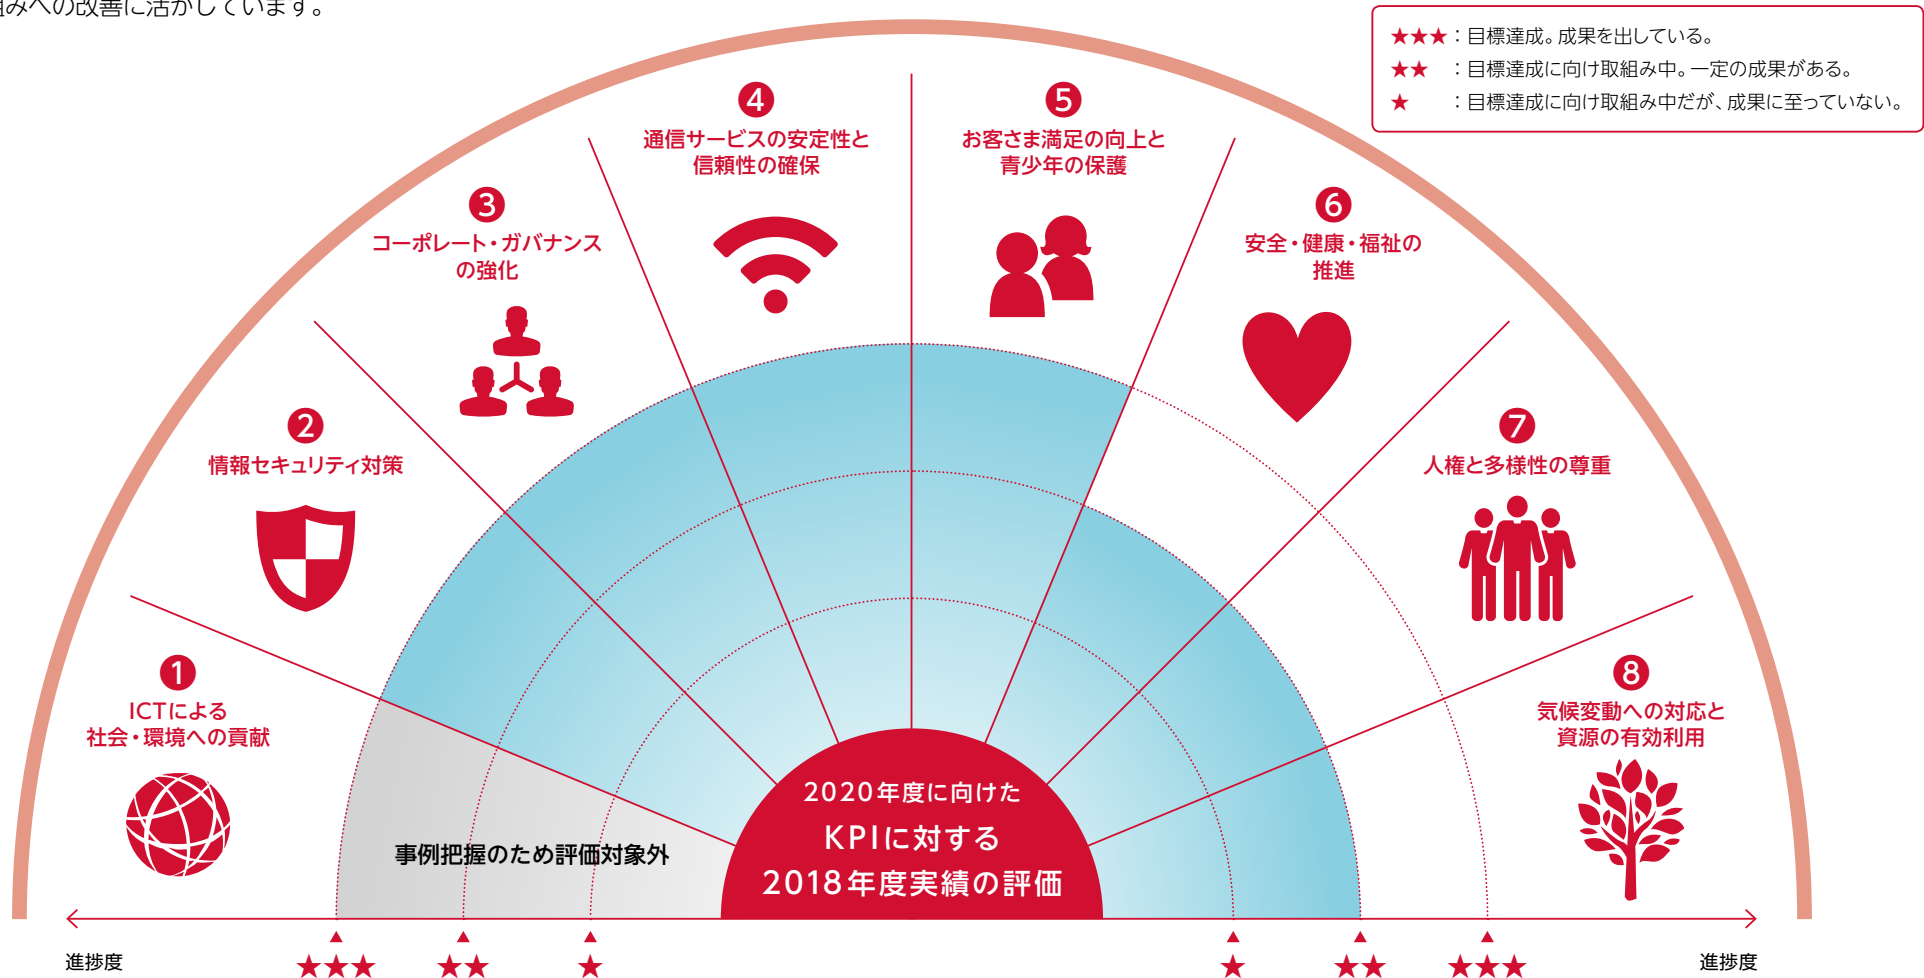 組みへの改善に活かしています。
★★★：目標達成。成果を出している。
★★：目標達成に向け取組み中。一定の成果がある。
★：目標達成に向け取組み中だが、成果に至っていない。
4
通信サービスの安定性と
信頼性の確保
5
お客さま満足の向上と
青少年の保護
3
コーポレート・ガバナンス
の強化
6
安全・健康・福祉の
推進
2
情報セキュリティ対策
7
人権と多様性の尊重
1
ICTによる
社会・環境への貢献
8
気候変動への対応と
資源の有効利用
事例把握のため評価対象外
2020年度に向けた
KPIに対する
2018年度実績の評価
進捗度
★★★
★★
★
★
★★
★★★
進捗度